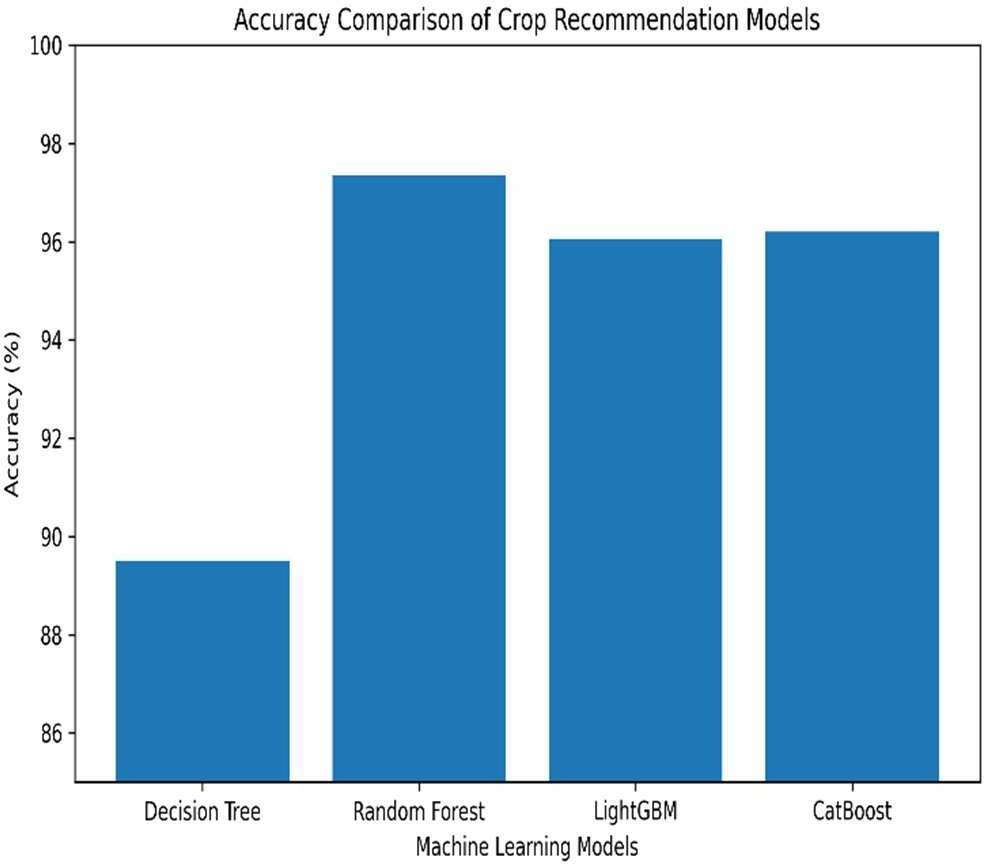 Accuracy Comparison of Crop Recommendation Models
100
98
96
94
92
90
88
86
Accuracy (%)
Decision Tree Random Forest LightGBM CatBoost
Machine Learning Models